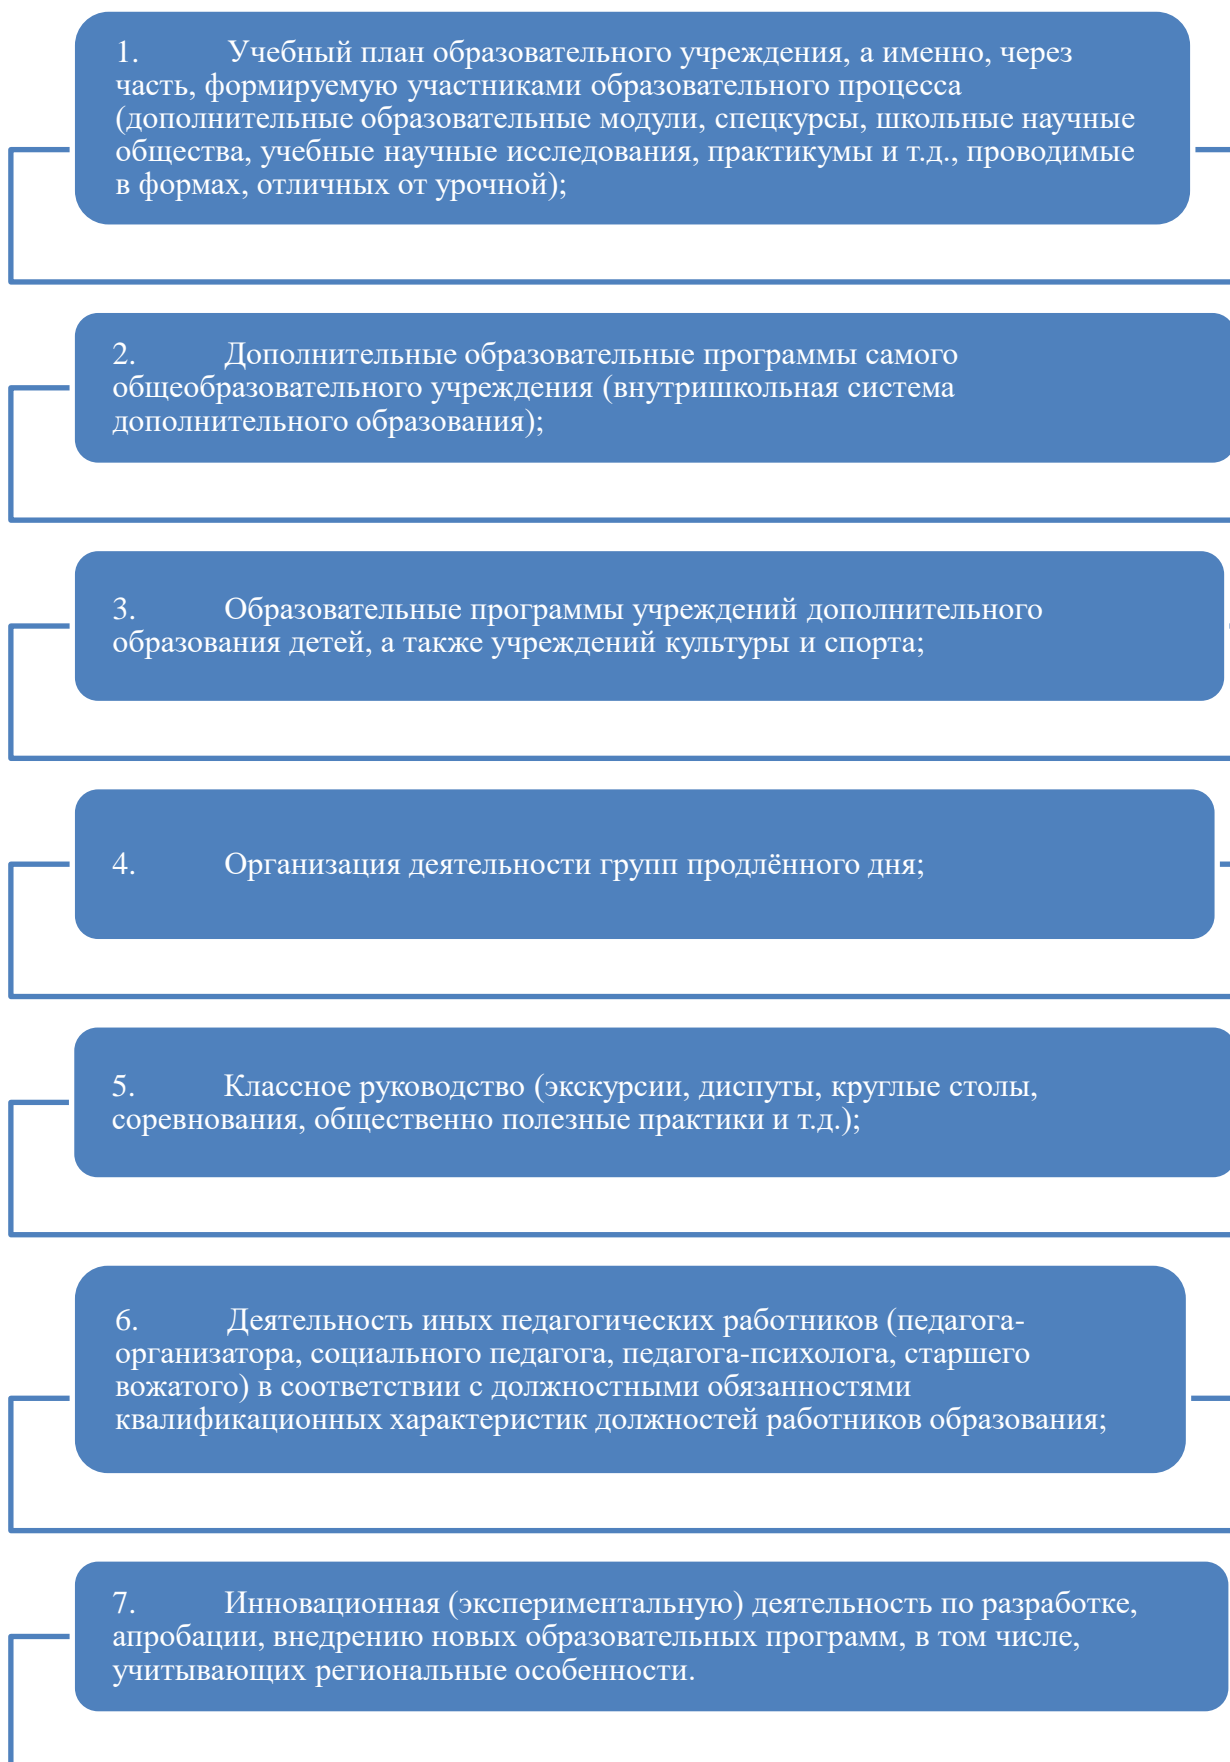 1. Учебный план образовательного учреждения, а именно, через
часть, формируемую участниками образовательного процесса
(дополнительные образовательные модули, спецкурсы, школьные научные
общества, учебные научные исследования, практикумы и т.д., проводимые
в формах, отличных от урочной);
2. Дополнительные образовательные программы самого
общеобразовательного учреждения (внутришкольная система
дополнительного образования);
3. Образовательные программы учреждений дополнительного
образования детей, а также учреждений культуры и спорта;
4. Организация деятельности групп продлённого дня;
5. Классное руководство (экскурсии, диспуты, круглые столы,
соревнования, общественно полезные практики и т.д.);
6. Деятельность иных педагогических работников (педагога-
организатора, социального педагога, педагога-психолога, старшего
вожатого) в соответствии с должностными обязанностями
квалификационных характеристик должностей работников образования;
7. Инновационная (экспериментальную) деятельность по разработке,
апробации, внедрению новых образовательных программ, в том числе,
учитывающих региональные особенности.